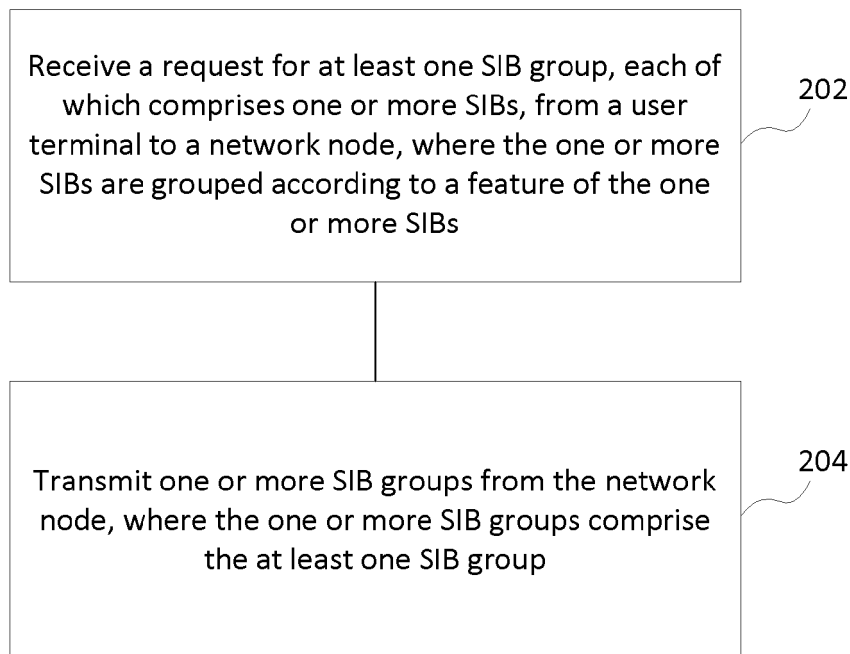 Receive a request for at least one SIB group, each of
which comprises one or more SIBs, from a user
terminal to a network node, where the one or more
SIBs are grouped according to a feature of the one
or more SIBs
202
Transmit one or more SIB groups from the network
node, where the one or more SIB groups comprise
the at least one SIB group
204